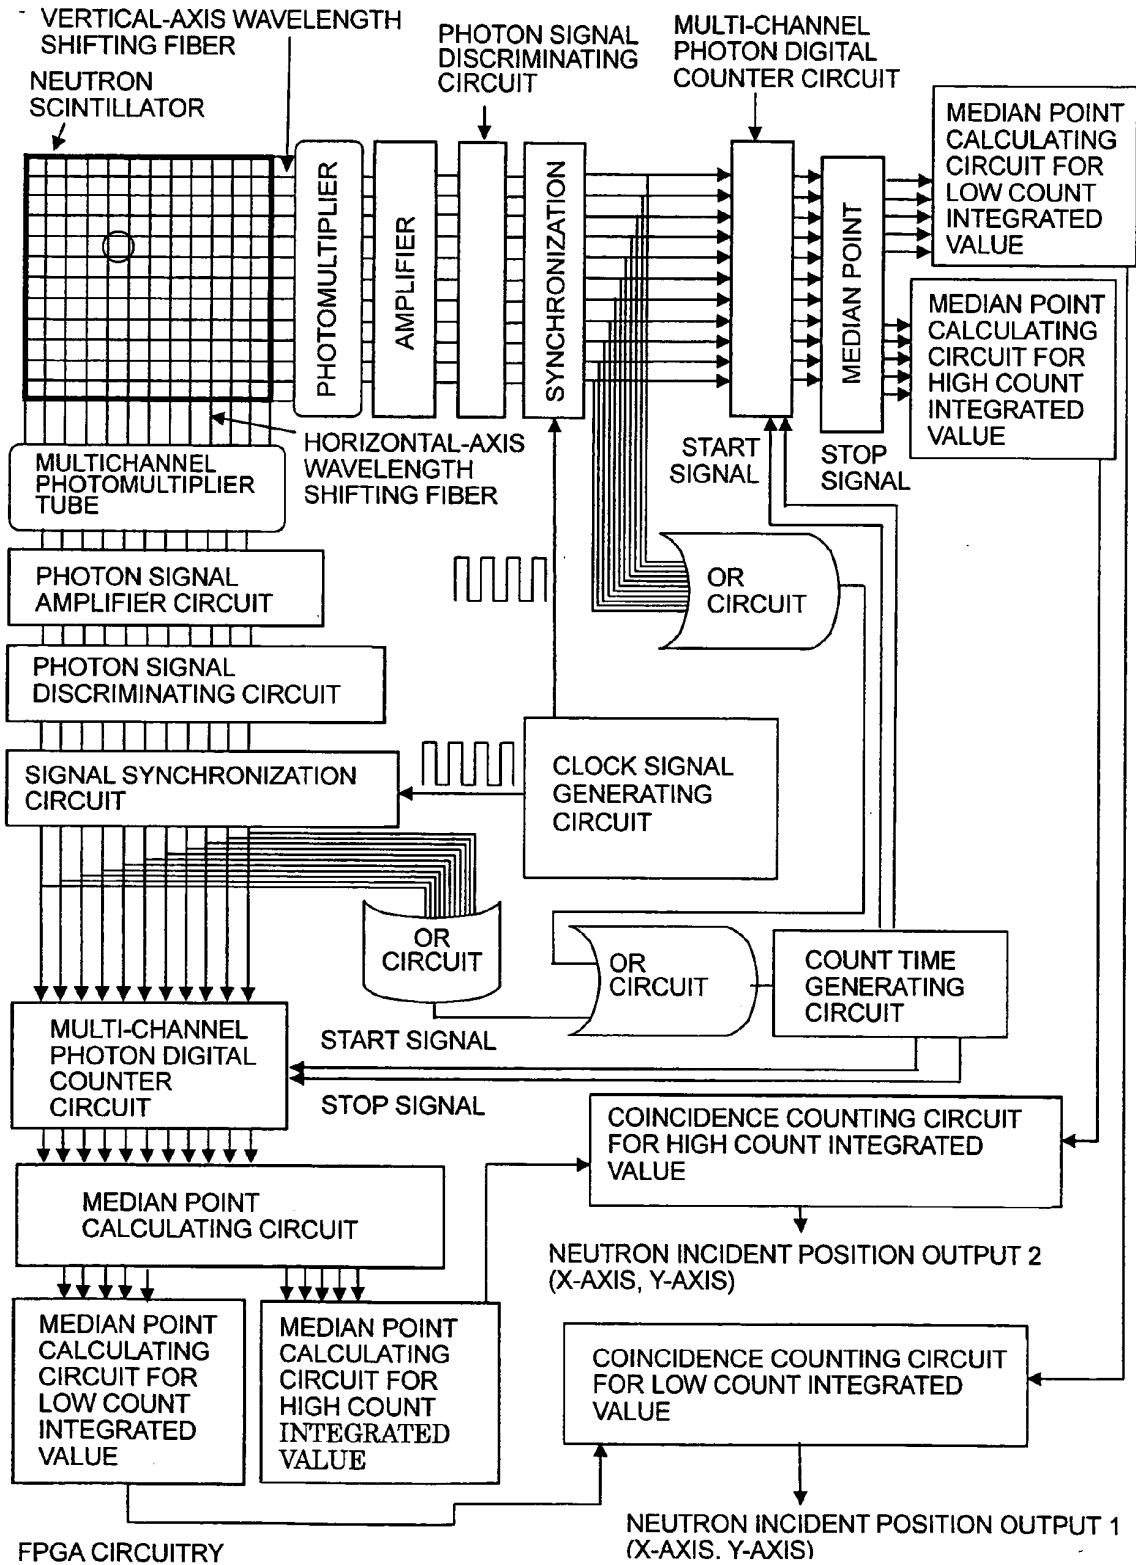 VERTICAL-AXIS WAVELENGTH
SHIFTING FIBER
NEUTRON
SCINTILLATOR
PHOTON SIGNAL
DISCRIMINATING
CIRCUIT
MULTI-CHANNEL
PHOTON DIGITAL
COUNTER CIRCUIT
PHOTOMULTIPLIER
AMPLIFIER
SYNCHRONIZATION
MEDIAN POINT
MEDIAN POINT
CALCULATING
CIRCUIT FOR
LOW COUNT
INTEGRATED
VALUE
MEDIAN POINT
CALCULATING
CIRCUIT FOR
HIGH COUNT
INTEGRATED
VALUE
HORIZONTAL-AXIS
WAVELENGTH
SHIFTING FIBER
START
SIGNAL
STOP
SIGNAL
MULTICHANNEL
PHOTOMULTIPLIER
TUBE
PHOTON SIGNAL
AMPLIFIER CIRCUIT
OR
CIRCUIT
PHOTON SIGNAL
DISCRIMINATING CIRCUIT
SIGNAL SYNCHRONIZATION
CIRCUIT
CLOCK SIGNAL
GENERATING
CIRCUIT
OR
CIRCUIT
OR
CIRCUIT
COUNT TIME
GENERATING
CIRCUIT
MULTI-CHANNEL
PHOTON DIGITAL
COUNTER
CIRCUIT
START SIGNAL
STOP SIGNAL
COINCIDENCE COUNTING CIRCUIT
FOR HIGH COUNT INTEGRATED
VALUE
MEDIAN POINT
CALCULATING CIRCUIT
NEUTRON INCIDENT POSITION OUTPUT 2
(X-AXIS, Y-AXIS)
MEDIAN POINT
CALCULATING
CIRCUIT FOR
LOW COUNT
INTEGRATED
VALUE
MEDIAN POINT
CALCULATING
CIRCUIT FOR
HIGH COUNT
INTEGRATED
VALUE
COINCIDENCE COUNTING CIRCUIT
FOR LOW COUNT INTEGRATED
VALUE
NEUTRON INCIDENT POSITION OUTPUT 1
(X-AXIS, Y-AXIS)
FPGA CIRCUITRY